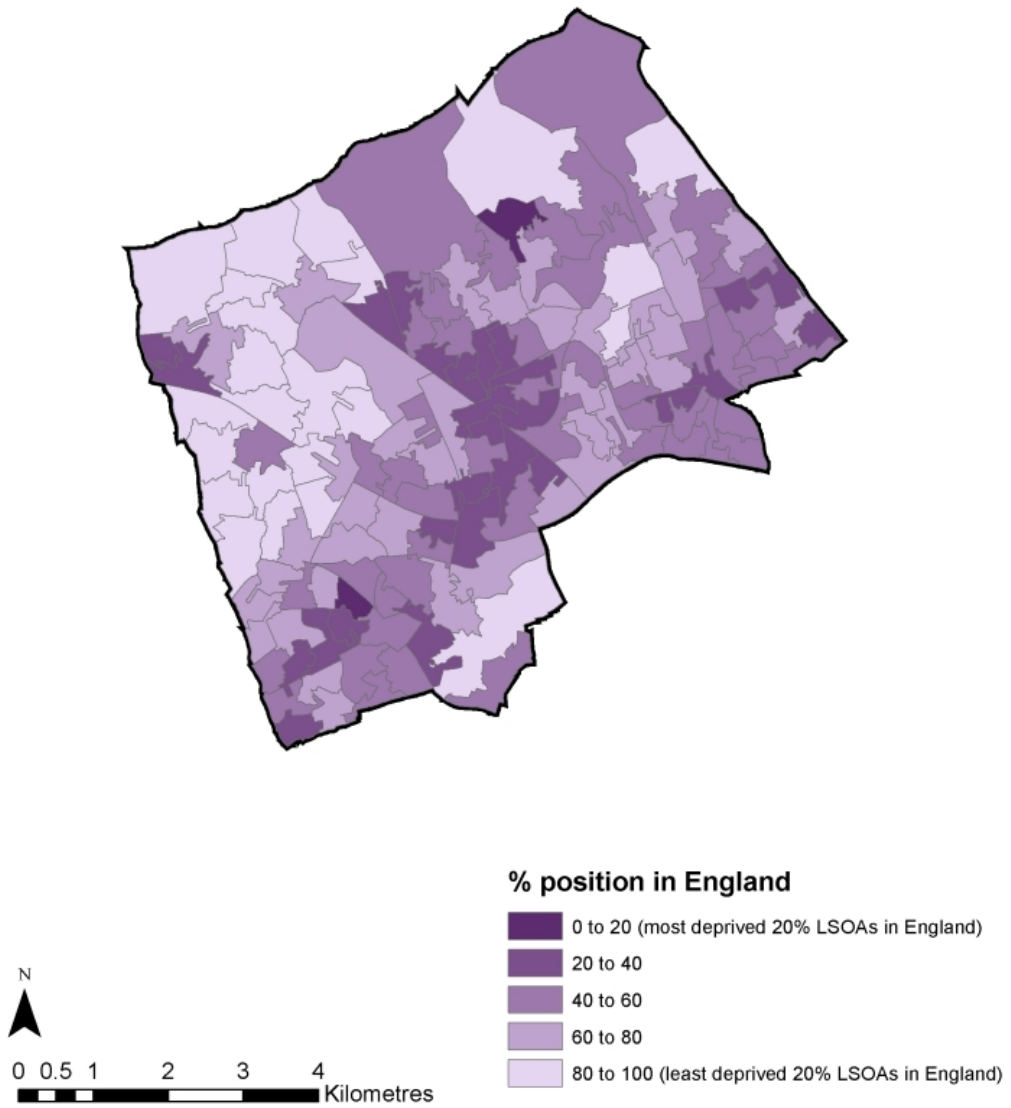 % position in England
0 to 20 (most deprived 20% LSOAs in England)
20 to 40
40 to 60
60 to 80
80 to 100 (least deprived 20% LSOAs in England)
N
0 0.5 1 2 3 4
Kilometres